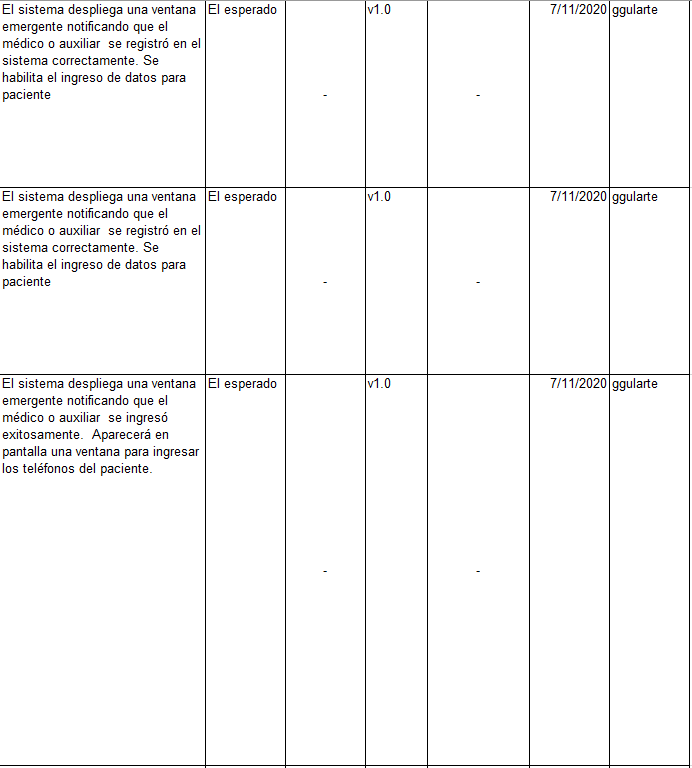 El sistema despliega una ventana
emergente notificando que el
médico o auxiliar  se registró en el
sistema correctamente. Se
habilita el ingreso de datos para
paciente
El esperado
-
v1.0
-
7/11/2020
ggularte
El sistema despliega una ventana
emergente notificando que el
médico o auxiliar  se registró en el
sistema correctamente. Se
habilita el ingreso de datos para
paciente
El esperado
-
v1.0
-
7/11/2020
ggularte
El sistema despliega una ventana
emergente notificando que el
médico o auxiliar  se ingresó
exitosamente.  Aparecerá en
pantalla una ventana para ingresar
los teléfonos del paciente.
El esperado
-
v1.0
-
7/11/2020
ggularte